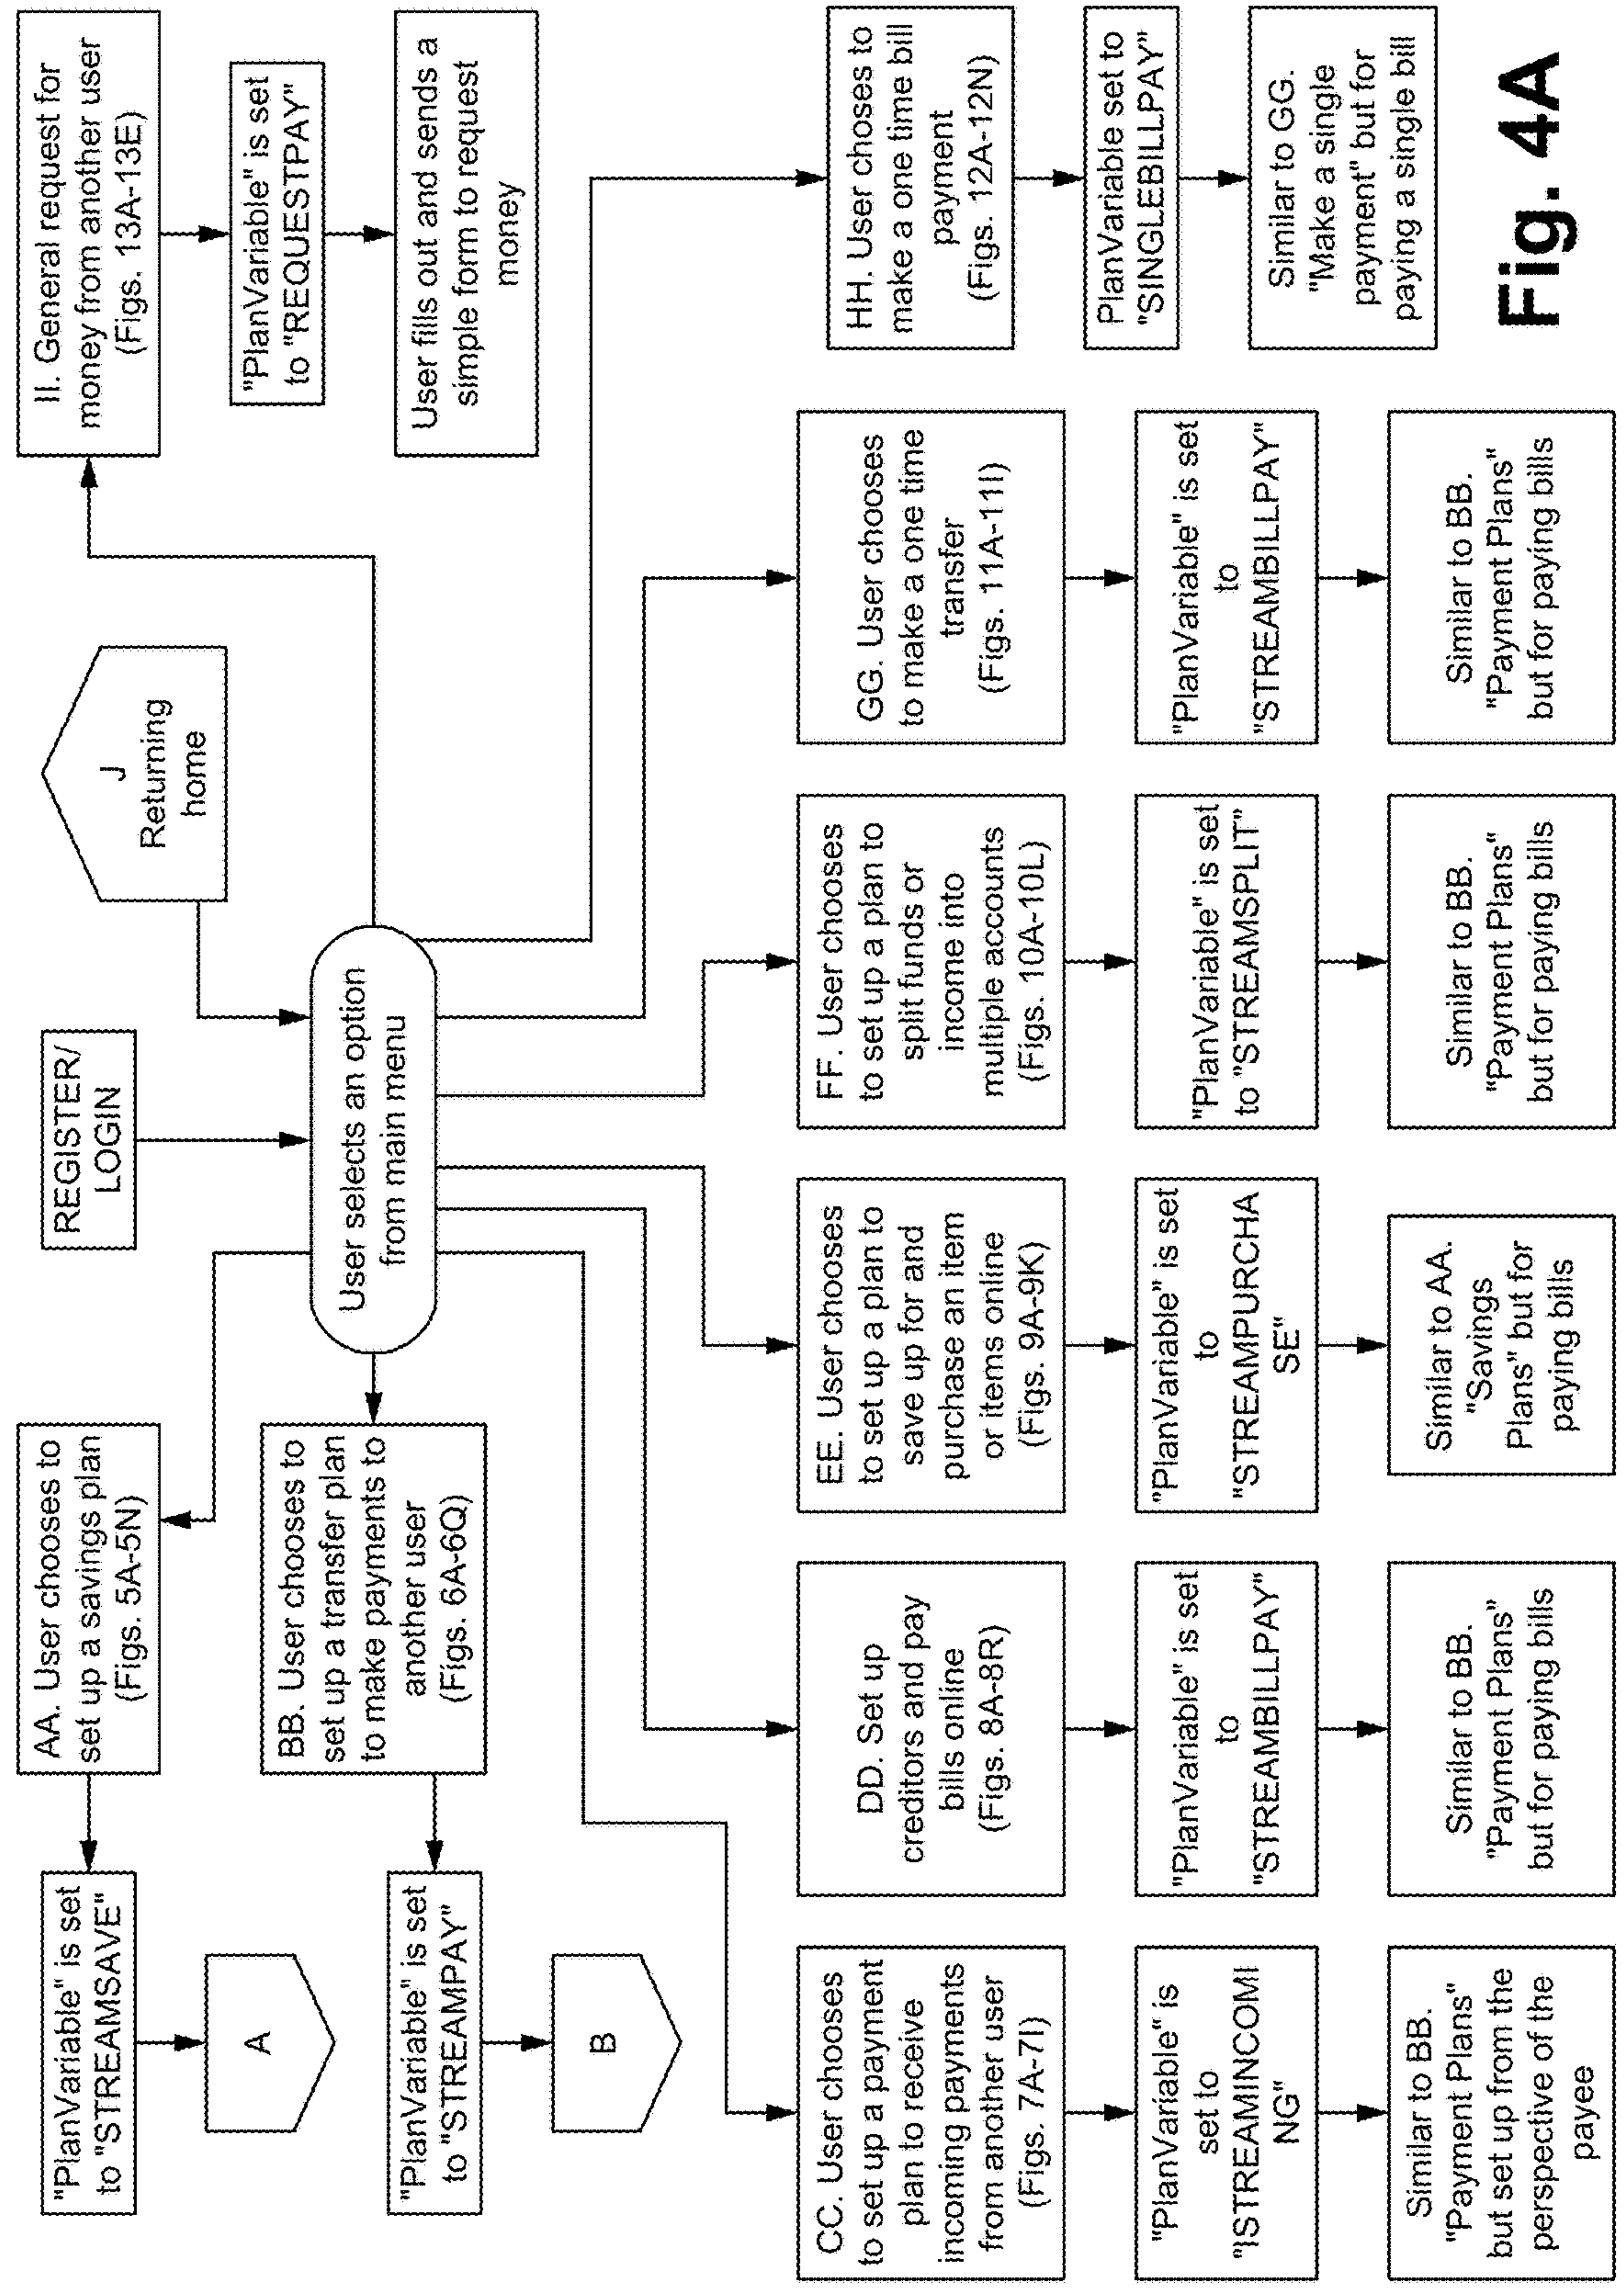 REGISTER/
LOGIN
J
Returning
home
User selects an option
from main menu
AA. User chooses to
set up a savings plan
(Figs. 5A-5N)
"PlanVariable" is set
to "STREAMSAVE"
A
BB. User chooses to
set up a transfer plan
to make payments to
another user
(Figs. 6A-6Q)
"PlanVariable" is set
to "STREAMPAY"
B
II. General request for
money from another user
(Figs. 13A-13E)
"PlanVariable" is set
to "REQUESTPAY"
User fills out and sends a
simple form to request
money
CC. User chooses
to set up a payment
plan to receive
incoming payments
from another user
(Figs. 7A-7I)
"PlanVariable" is
set to
"ISTREAMINCOMI
NG"
Similar to BB.
"Payment Plans"
but set up from the
perspective of the
payee
DD. Set up
creditors and pay
bills online
(Figs. 8A-8R)
"PlanVariable" is set
to
"STREAMBILLPAY"
Similar to BB.
"Payment Plans"
but for paying bills
EE. User chooses
to set up a plan to
save up for and
purchase an item
or items online
(Figs. 9A-9K)
"PlanVariable" is set
to
"STREAMPURCHA
SE"
Similar to AA.
"Savings
Plans" but for
paying bills
FF. User chooses
to set up a plan to
split funds or
income into
multiple accounts
(Figs. 10A-10L)
"PlanVariable" is set
to "STREAMSPLIT"
Similar to BB.
"Payment Plans"
but for paying bills
GG. User chooses
to make a one time
transfer
(Figs. 11A-11I)
"PlanVariable" is set
to
"STREAMBILLPAY"
Similar to BB.
"Payment Plans"
but for paying bills
HH. User choses to
make a one time bill
payment
(Figs. 12A-12N)
PlanVariable set to
"SINGLEBILLPAY"
Similar to GG.
"Make a single
payment" but for
paying a single bill
Fig. 4A